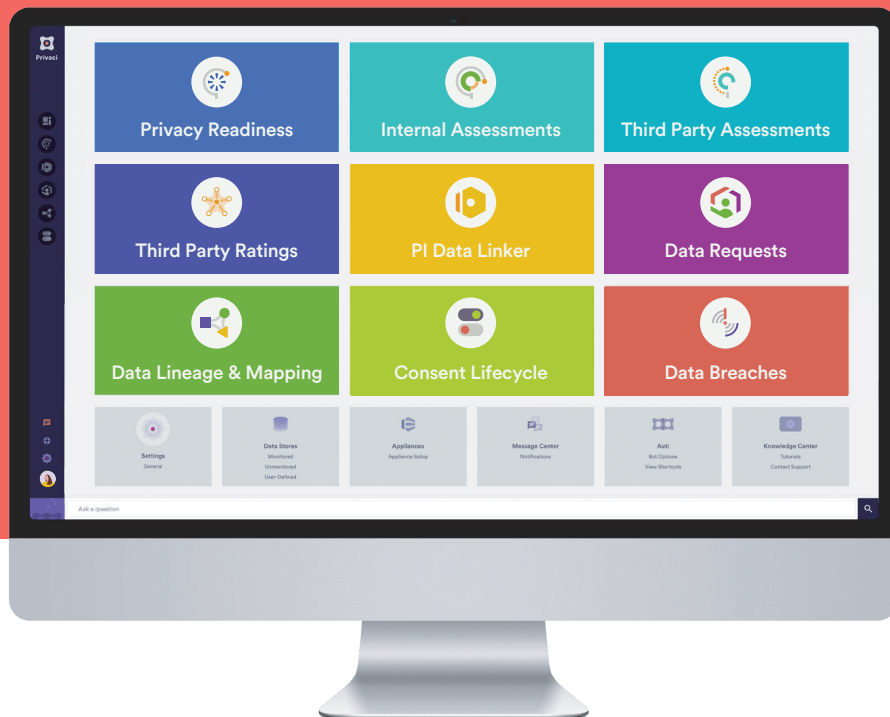 Privaci
Privacy Readiness
Internal Assessments
Third Party Assessments
Third Party Ratings
PI Data Linker
Data Requests
Data Lineage & Mapping
Consent Lifecycle
Data Breaches
Settings
General
Data Stores
Monitored
Unmonitored
User-Defined
Appliances
Appliance Setup
Message Center
Notifications
Auti
Bot Options
View Shortcuts
Knowledge Center
Tutorials
Contact Support
Ask a question